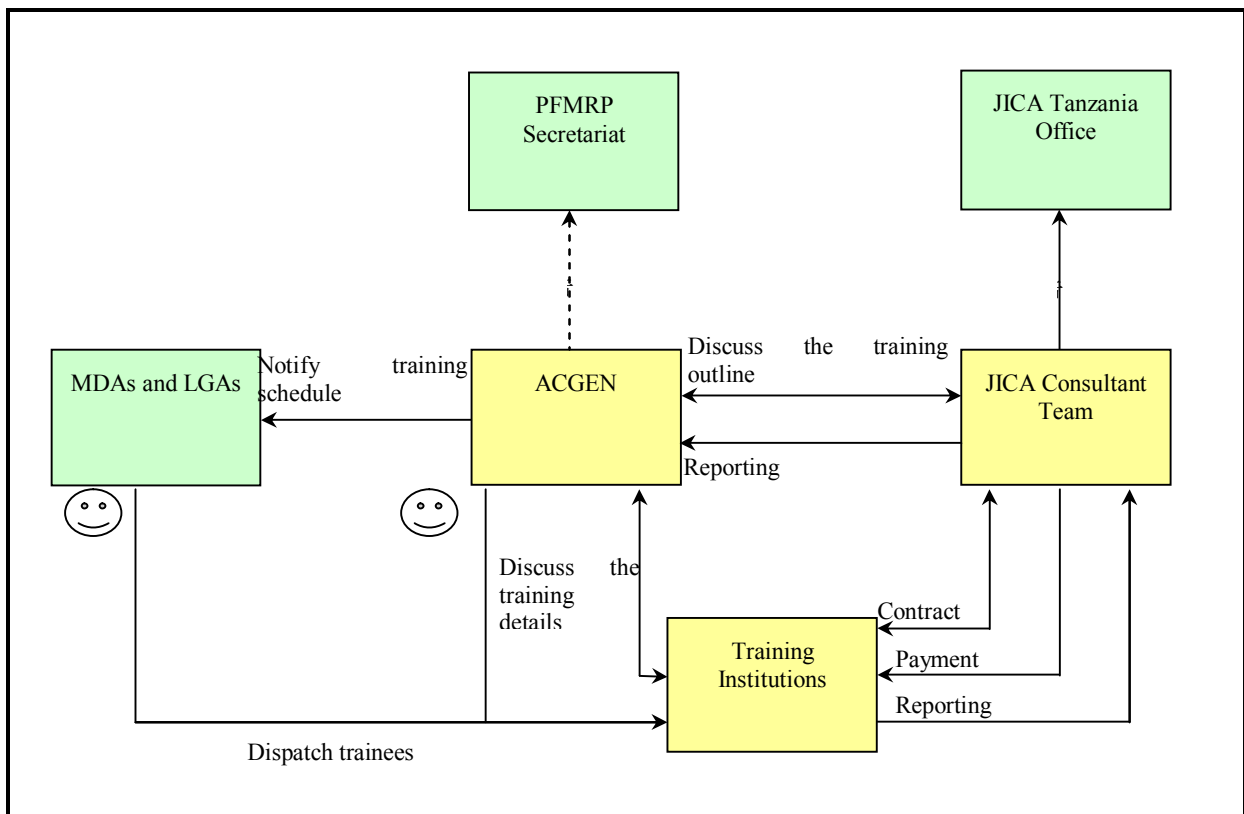 PFMRP
Secretariat
JICA Tanzania
Office
MDAs and LGAs
Notify training
schedule
ACGEN
Discuss the training
outline
Reporting
JICA Consultant
Team
Discuss the
training
details
Contract
Payment
Reporting
Training
Institutions
Dispatch trainees